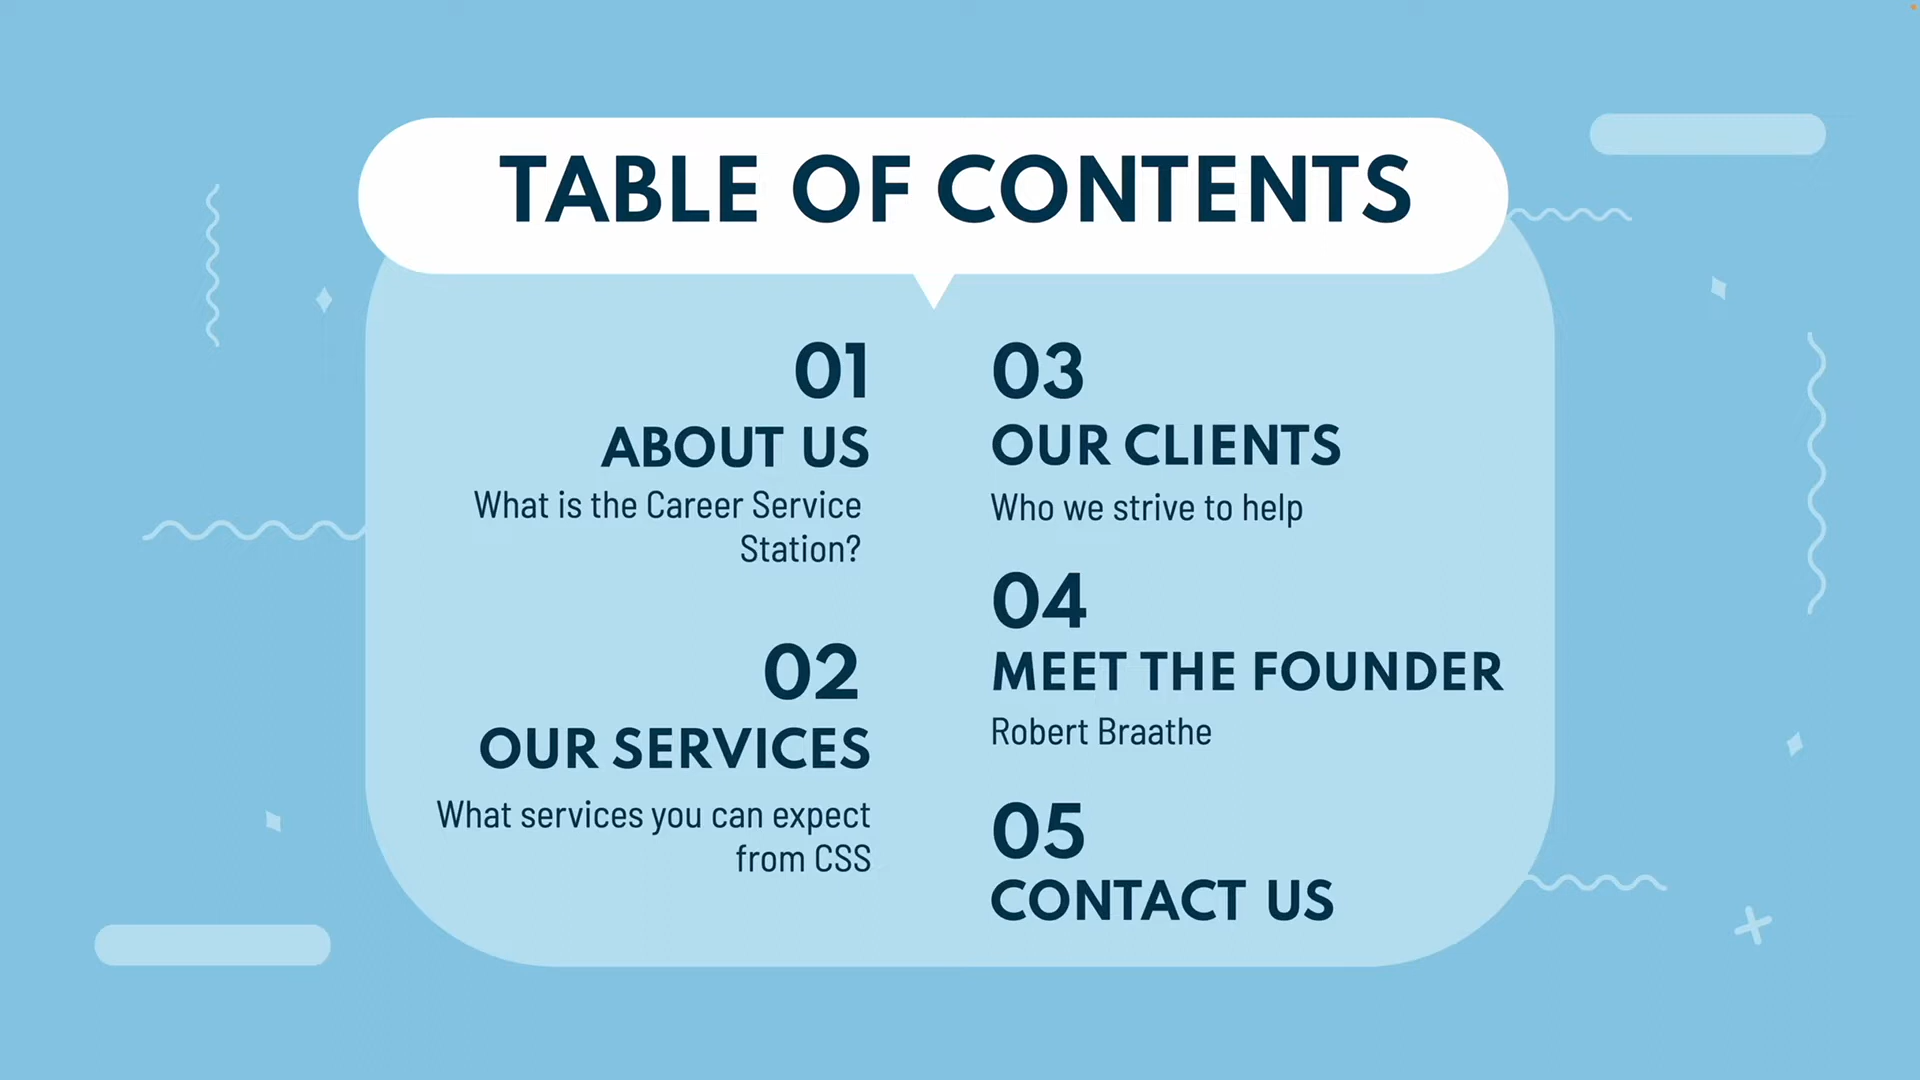 TABLE OF CONTENTS
01
ABOUT US
What is the Career Service
Station?
02
OUR SERVICES
What services you can expect
from CSS
03
OUR CLIENTS
Who we strive to help
04
MEET THE FOUNDER
Robert Braathe
05
CONTACT US